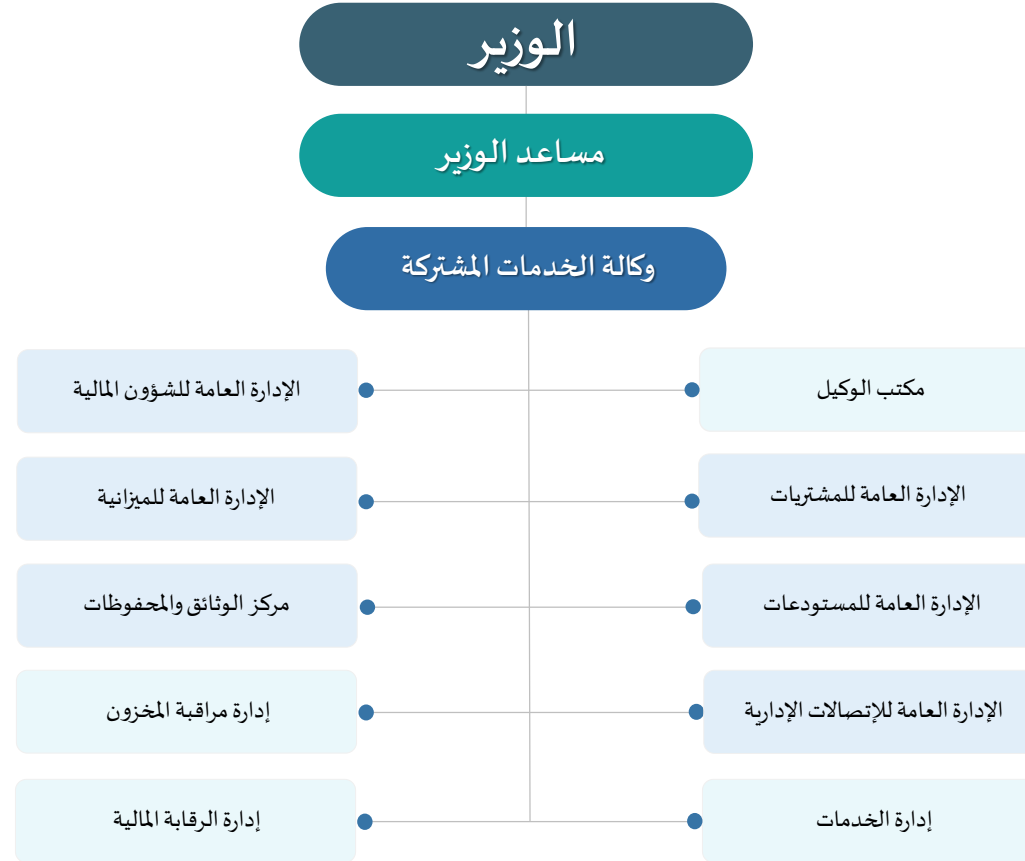 الوزير
مساعد الوزير
وكالة الخدمات المشتركة
مكتب الوكيل
الإدارة العامة للشؤون المالية
الإدارة العامة للمشتريات
الإدارة العامة للميزانية
الإدارة العامة للمستودعات
مركز الوثائق والمحفوظات
الإدارة العامة للإتصالات الإدارية
إدارة مراقبة المخزون
إدارة الخدمات
إدارة الرقابة المالية